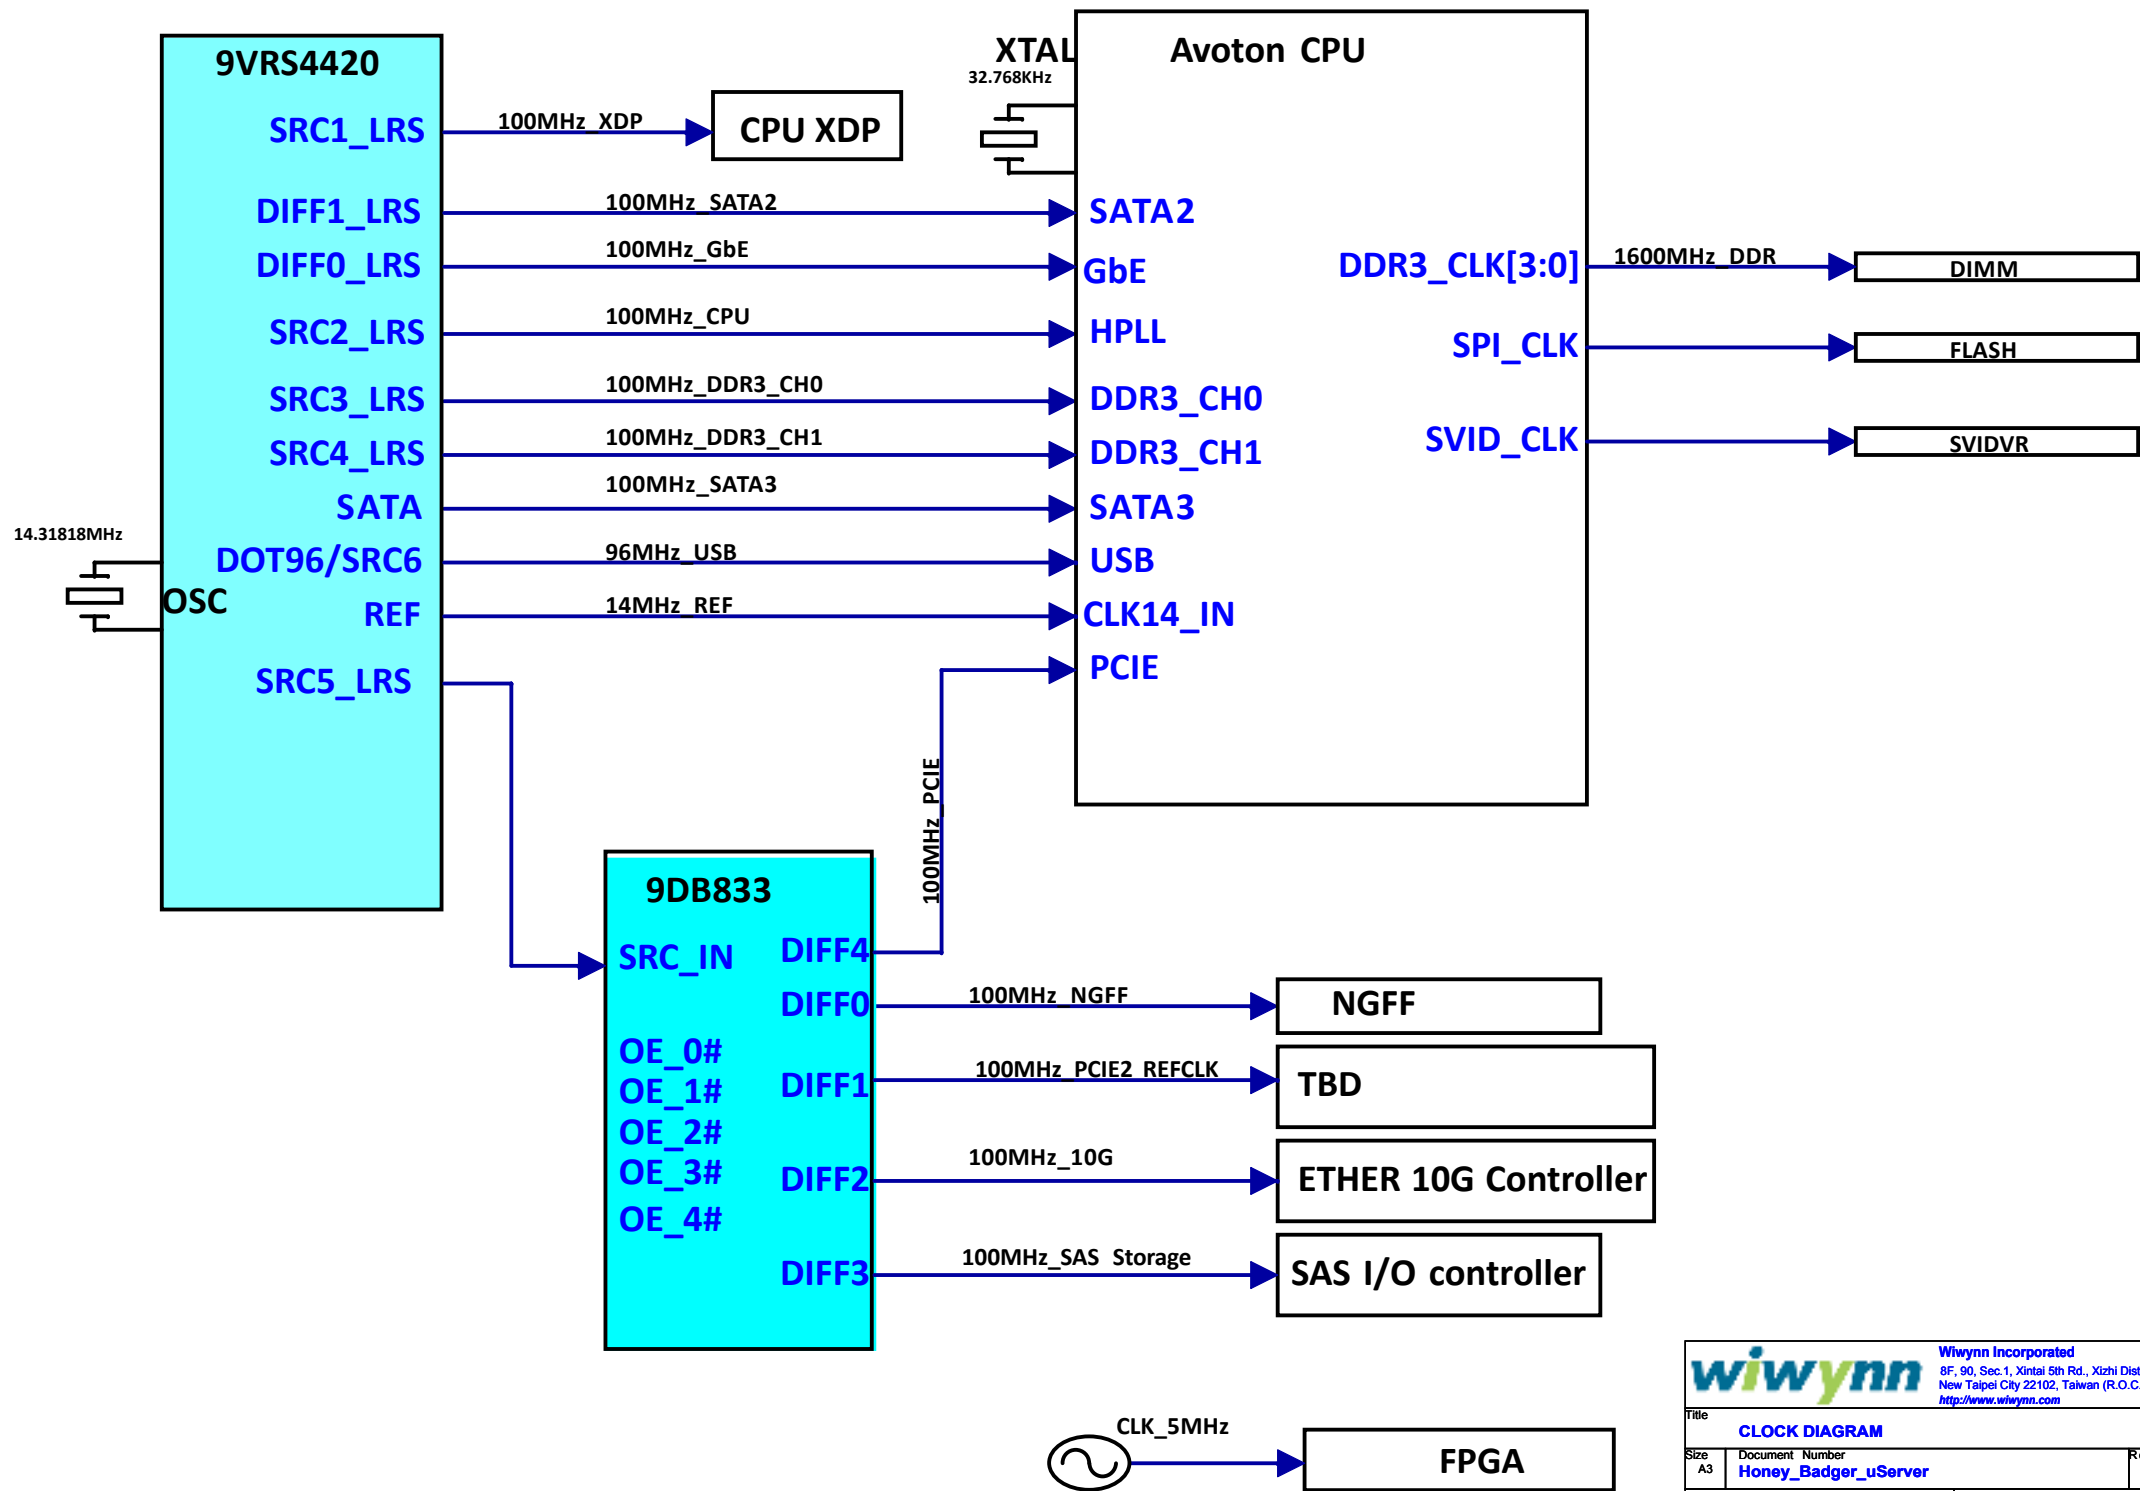 9VRS4420
SRC1_LRS
DIFF1_LRS
DIFF0_LRS
SRC2_LRS
SRC3_LRS
SRC4_LRS
SATA
DOT96/SRC6
REF
SRC5_LRS
14.31818MHz
OSC
100MHz_XDP
CPU XDP
100MHz_SATA2
100MHz_GbE
100MHz_CPU
100MHz_DDR3_CH0
100MHz_DDR3_CH1
100MHz_SATA3
96MHz_USB
14MHz_REF
XTAL
32.768KHz
Avoton CPU
SATA2
GbE
HPLL
DDR3_CH0
DDR3_CH1
SATA3
USB
CLK14_IN
PCIE
DDR3_CLK[3:0]
SPI_CLK
SVID_CLK
1600MHz_DDR
DIMM
FLASH
SVIDVR
100MHz_PCIE
9DB833
SRC_IN
OE_0#
OE_1#
OE_2#
OE_3#
OE_4#
DIFF4
DIFF0
DIFF1
DIFF2
DIFF3
100MHz_NGFF
NGFF
100MHz_PCIE2_REFCLK
TBD
100MHz_10G
ETHER 10G Controller
100MHz_SAS Storage
SAS I/O controller
CLK_5MHz
FPGA
wiwynn
Wiwynn Incorporated
8F, 90, Sec.1, Xintai 5th Rd., Xizhi Dist
New Taipei City 22102, Taiwan (R.O.C.
http://www.wiwynn.com
Title
CLOCK DIAGRAM
Size
A3
Document Number
Honey_Badger_uServer